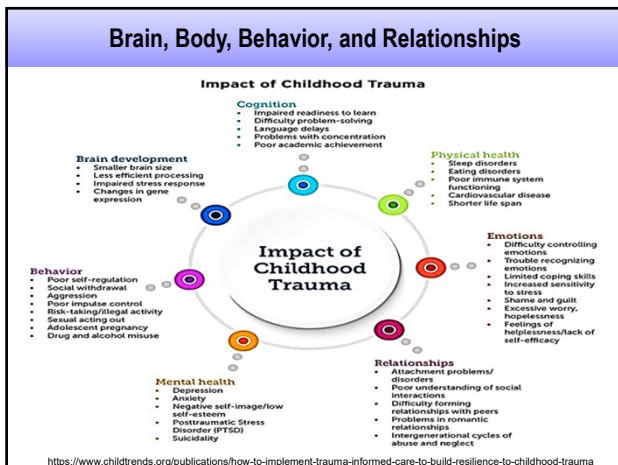 Brain, Body, Behavior, and Relationships
Impact of Childhood Trauma
Cognition
• Impaired readiness to learn
• Difficulty problem-solving
• Language delays
• Problems with concentration
• Poor academic achievement
Physical health
• Sleep disorders
• Eating disorders
• Poor immune system
functioning
• Cardiovascular disease
• Shorter life span
Emotions
• Difficulty controlling
emotions
• Trouble recognizing
emotions
• Limited coping skills
• Increased sensitivity
to stress
• Shame and guilt
• Excessive worry,
hopelessness
• Feelings of
helplessness/lack of
self-efficacy
Relationships
• Attachment problems/
disorders
• Poor understanding of social
interactions
• Difficulty forming
relationships with peers
• Problems in romantic
relationships
• Intergenerational cycles of
abuse and neglect
Mental health
• Depression
• Anxiety
• Negative self-image/low
self-esteem
• Posttraumatic Stress
Disorder (PTSD)
• Suicidality
Behavior
• Poor self-regulation
• Social withdrawal
• Aggression
• Poor impulse control
• Risk-taking/illegal activity
• Sexual acting out
• Adolescent pregnancy
• Drug and alcohol misuse
Brain development
• Smaller brain size
• Less efficient processing
• Impaired stress response
• Changes in gene
expression
Impact of
Childhood
Trauma
https://www.childtrends.org/publications/how-to-implement-trauma-informed-care-to-build-resilience-to-childhood-trauma